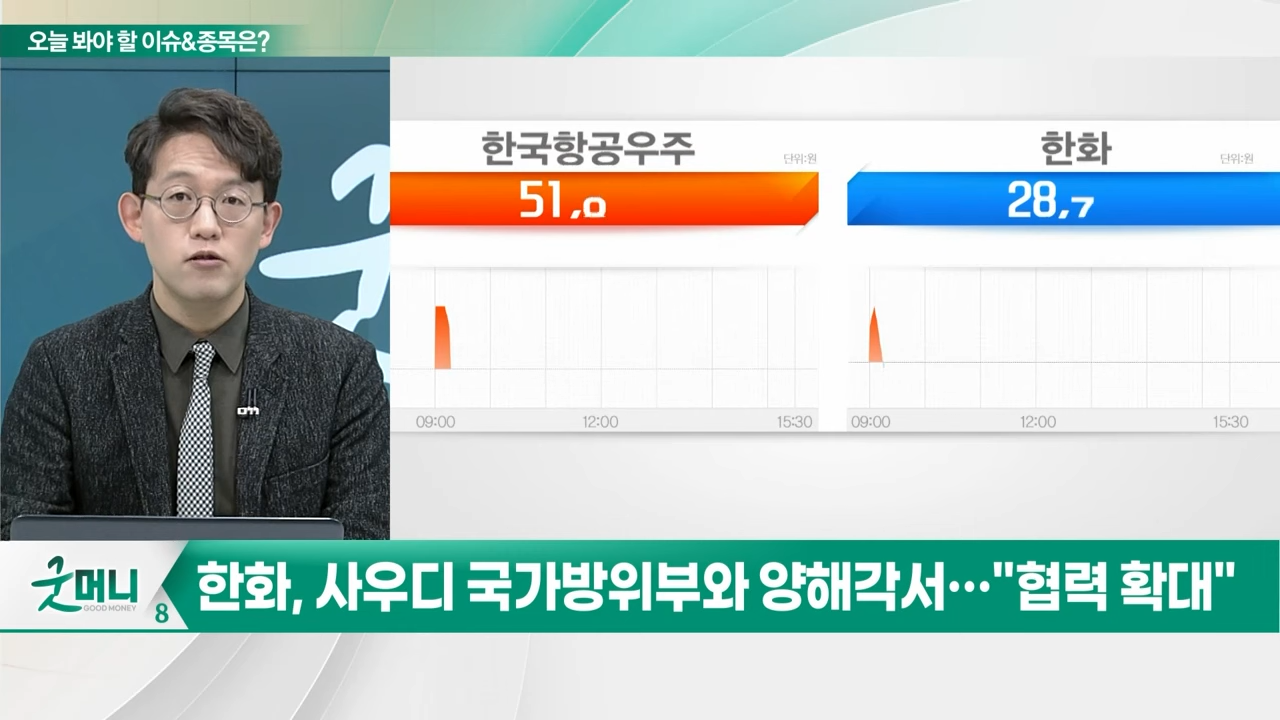 오늘 봐야 할 이슈&종목은?
한국항공우주
단위:원
51,0
09:00 12:00 15:30
한화
단위:원
28,7
09:00 12:00 15:30
굿머니
GOOD MONEY
8
한화, 사우디 국가방위부와 양해각서…"협력 확대"